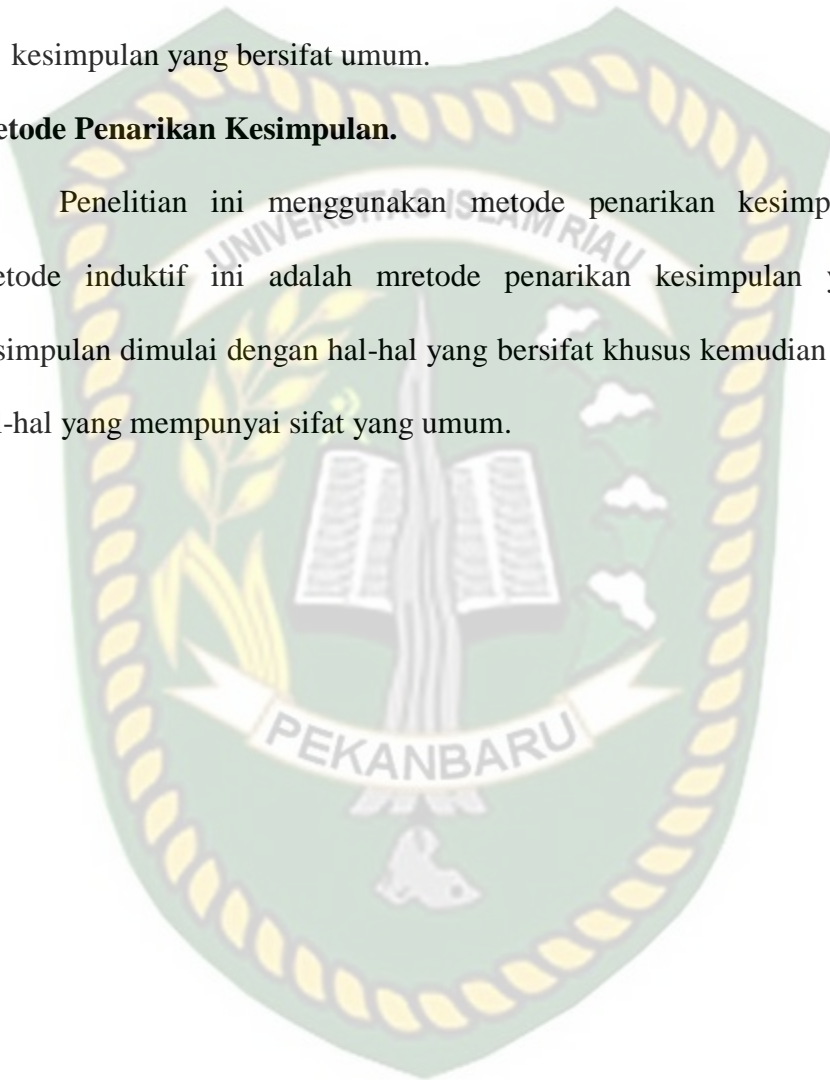 kesimpulan yang bersifat umum.
etode Penarikan Kesimpulan.
Penelitian ini menggunakan metode penarikan kesimp
etode induktif ini adalah mretode penarikan kesimpulan y
simpulan dimulai dengan hal-hal yang bersifat khusus kemudian
-hal yang mempunyai sifat yang umum.
UNIVERSITAS ISLAM RIAU
PEKANBARU